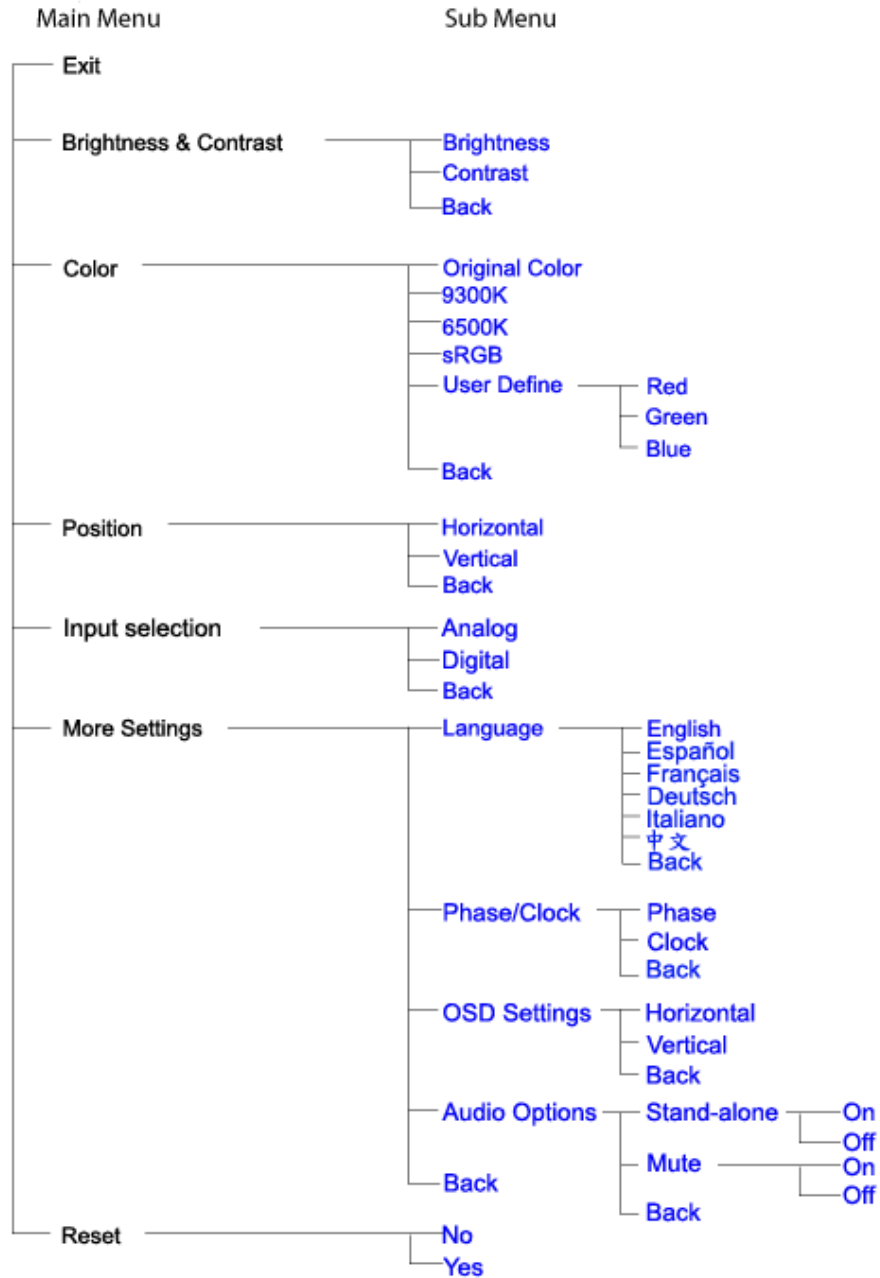 Main Menu Sub Menu
Exit
Brightness & Contrast Brightness
Contrast
Back
Color Original Color
9300K
6500K
sRGB
User Define Red
Green
Blue
Back
Position Horizontal
Vertical
Back
Input selection Analog
Digital
Back
More Settings Language English
Español
Français
Deutsch
Italiano
中文
Back
Phase/Clock Phase
Clock
Back
OSD Settings Horizontal
Vertical
Back
Audio Options Stand-alone On
Off
Mute On
Off
Back
Back
Reset No
Yes